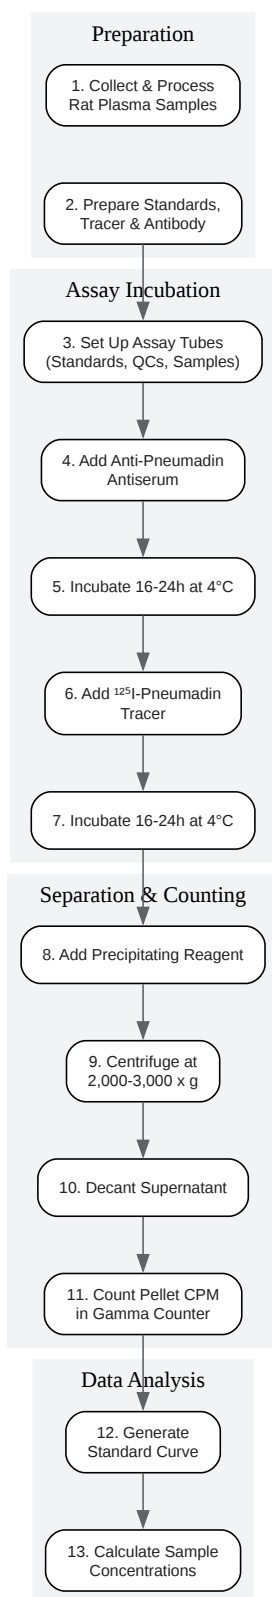 Preparation
1. Collect & Process
Rat Plasma Samples
2. Prepare Standards,
Tracer & Antibody
Assay Incubation
3. Set Up Assay Tubes
(Standards, QCs, Samples)
4. Add Anti-Pneumadin
Antiserum
5. Incubate 16-24h at 4°C
6. Add ¹²⁵I-Pneumadin
Tracer
7. Incubate 16-24h at 4°C
Separation & Counting
8. Add Precipitating Reagent
9. Centrifuge at
2,000-3,000 x g
10. Decant Supernatant
11. Count Pellet CPM
in Gamma Counter
Data Analysis
12. Generate
Standard Curve
13. Calculate Sample
Concentrations